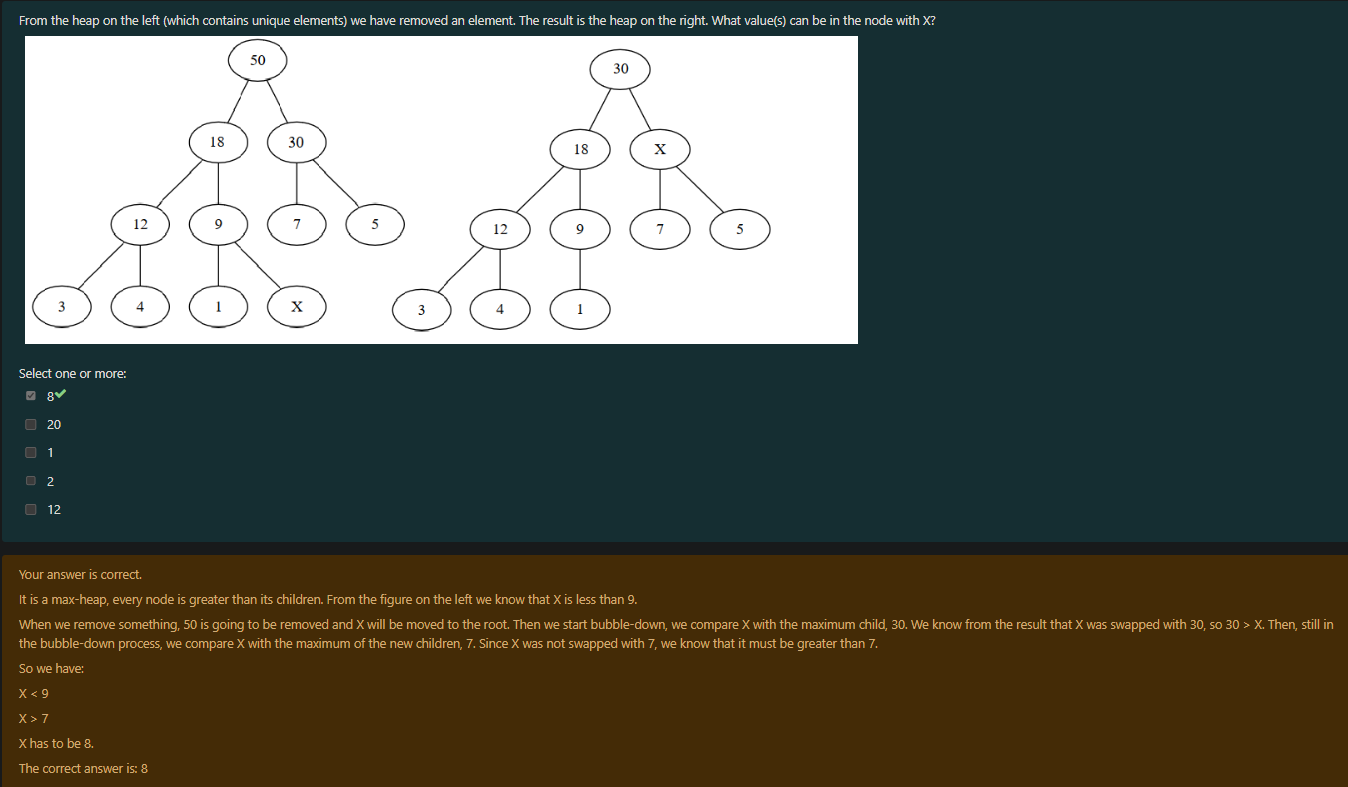 From the heap on the left (which contains unique elements) we have removed an element. The result is the heap on the right. What value(s) can be in the node with X?
50
30
18
30
18
X
12
9
7
5
12
9
7
5
3
4
1
X
3
4
1
Select one or more:
8
20
1
2
12
Your answer is correct.
It is a max-heap, every node is greater than its children. From the figure on the left we know that X is less than 9.
When we remove something, 50 is going to be removed and X will be moved to the root. Then we start bubble-down, we compare X with the maximum child, 30. We know from the result that X was swapped with 30, so 30 > X. Then, still in
the bubble-down process, we compare X with the maximum of the new children, 7. Since X was not swapped with 7, we know that it must be greater than 7.
So we have:
X < 9
X > 7
X has to be 8.
The correct answer is: 8